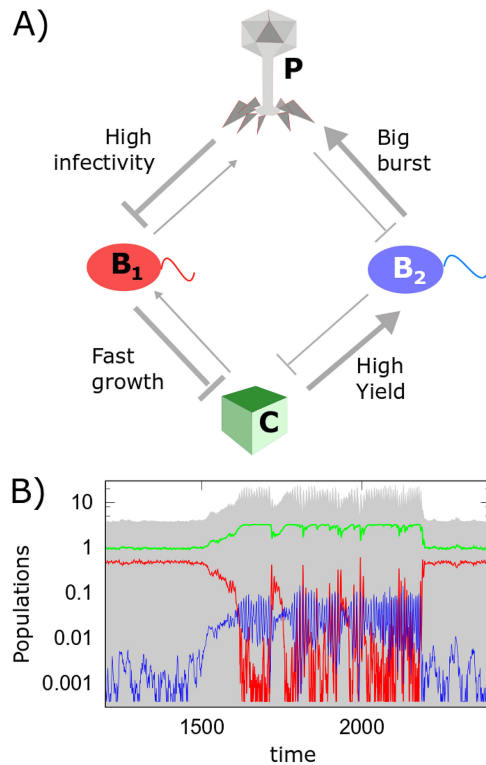 A)
P
High
infectivity
Big
burst
B1
B2
Fast
growth
High
Yield
C
B)
10
1
0.1
0.01
0.001
Populations
1500
2000
time